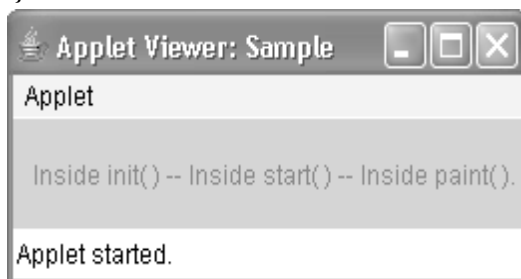 Applet Viewer: Sample
Applet
Inside init( ) -- Inside start( ) -- Inside paint( ).
Applet started.